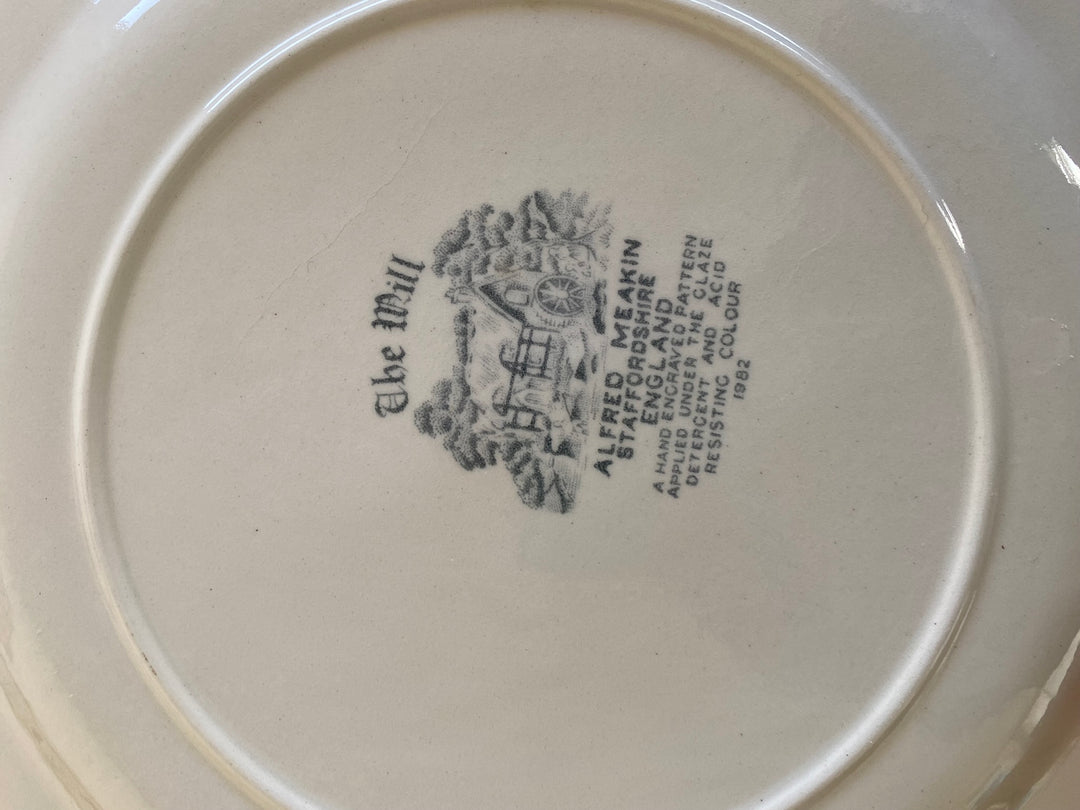 The Mill
ALFRED MEAKIN
STAFFORDSHIRE
ENGLAND
A HAND ENGRAVED PATTERN
APPLIED UNDER THE GLAZE
DETERGENT AND ACID
RESISTING COLOUR
1982